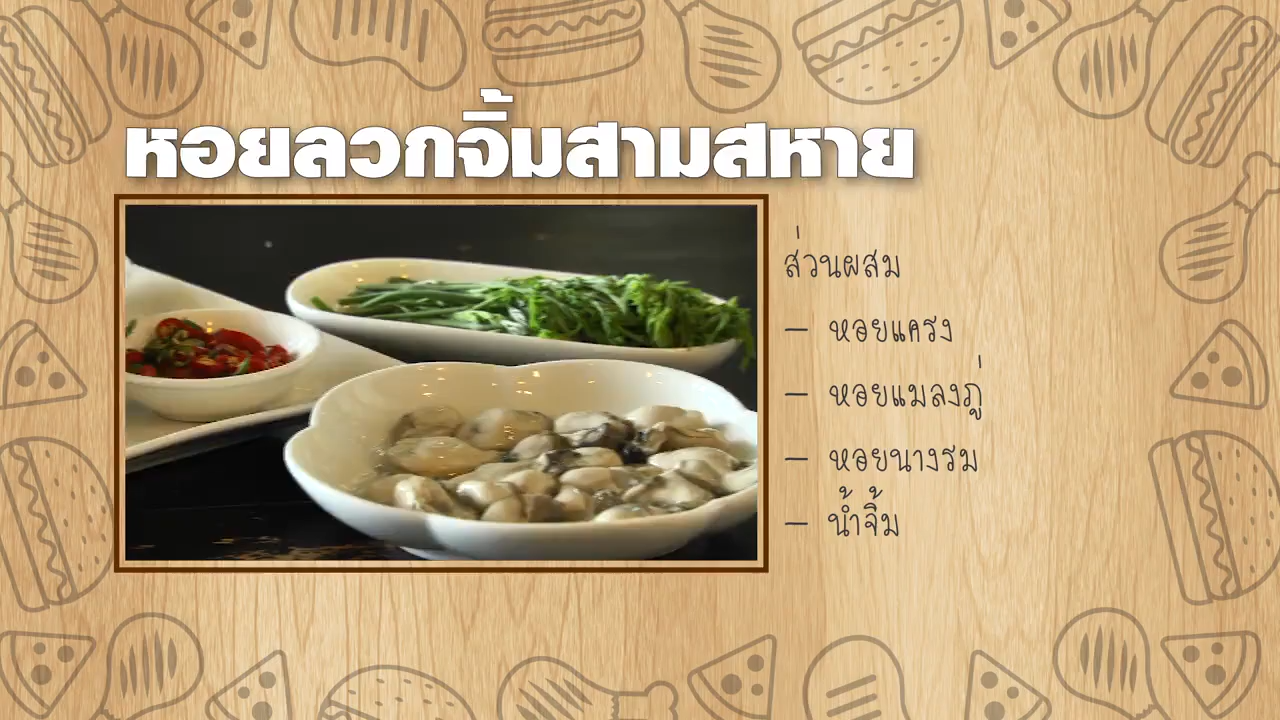 หอยลวกจิ้มสามสหาย
ส่วนผสม
– หอยแครง
– หอยแมลงภู่
– หอยนางรม
– น้ำจิ้ม